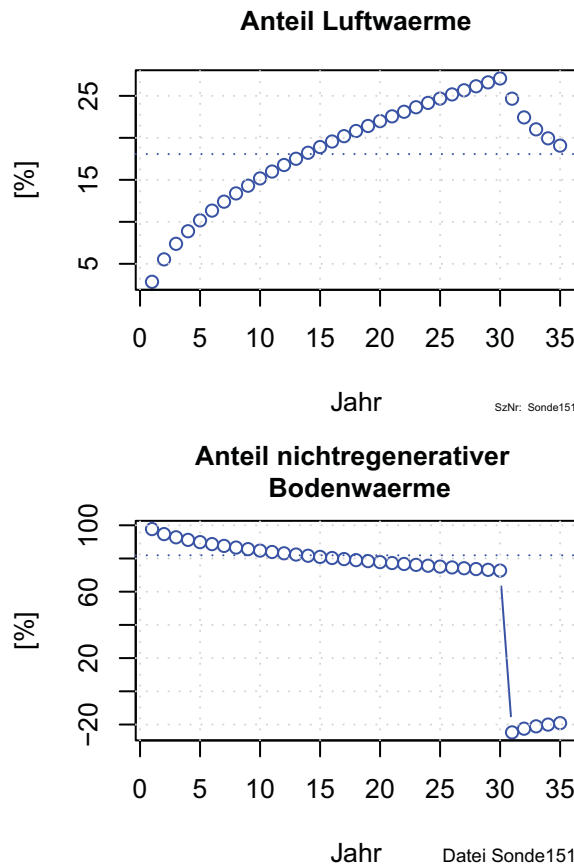 Anteil Luftwaerme
25
15
5
[%]
0 5 10 15 20 25 30 35
Jahr
SzNr: Sonde151
Anteil nichtregenerativer
Bodenwaerme
100
60
20
−20
[%]
0 5 10 15 20 25 30 35
Jahr
Datei Sonde151